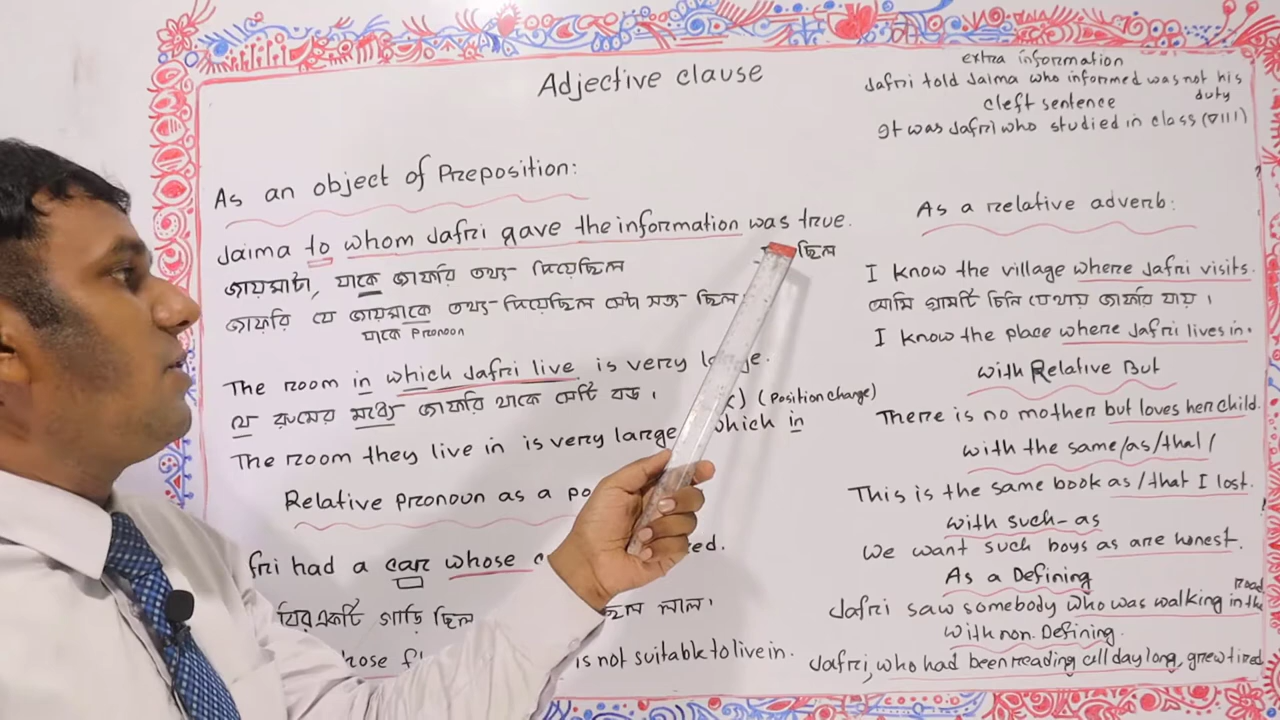 Adjective clause
As an object of Preposition:
Jaima to whom Jafri gave the information was true.
ছিল
জায়মাটা, যাকে জাফরি তথ্য দিয়েছিল
জাফরি যে জায়মাকে তথ্য দিয়েছিল সেটা সত্য ছিল
যাকে Pronoun
The room in which Jafri live is very large.
যে রুমের মধ্যে জাফরি থাকে সেটি বড়।
(Position change)
The room they live in is very large which in
Relative pronoun as a
fri had a car whose
ed.
একটি গাড়ি ছিল
ছিল লাল।
is not suitable to live in.
extra information
Jafri told Jaima who informed was not his
duty
cleft sentence
It was Jafri who studied in class (VIII)
As a relative adverb:
I know the village where Jafri visits.
আমি গ্রামটি চিনি যেথায় জাফরি যায়।
I know the place where Jafri lives in.
with Relative But
There is no mother but loves her child.
with the same/as/that/
This is the same book as/that I lost.
with such-as
We want such boys as are honest.
As a Defining
Road
Jafri saw somebody who was walking in the
with non. Defining.
Jafri, who had been reading all day long, grew tired